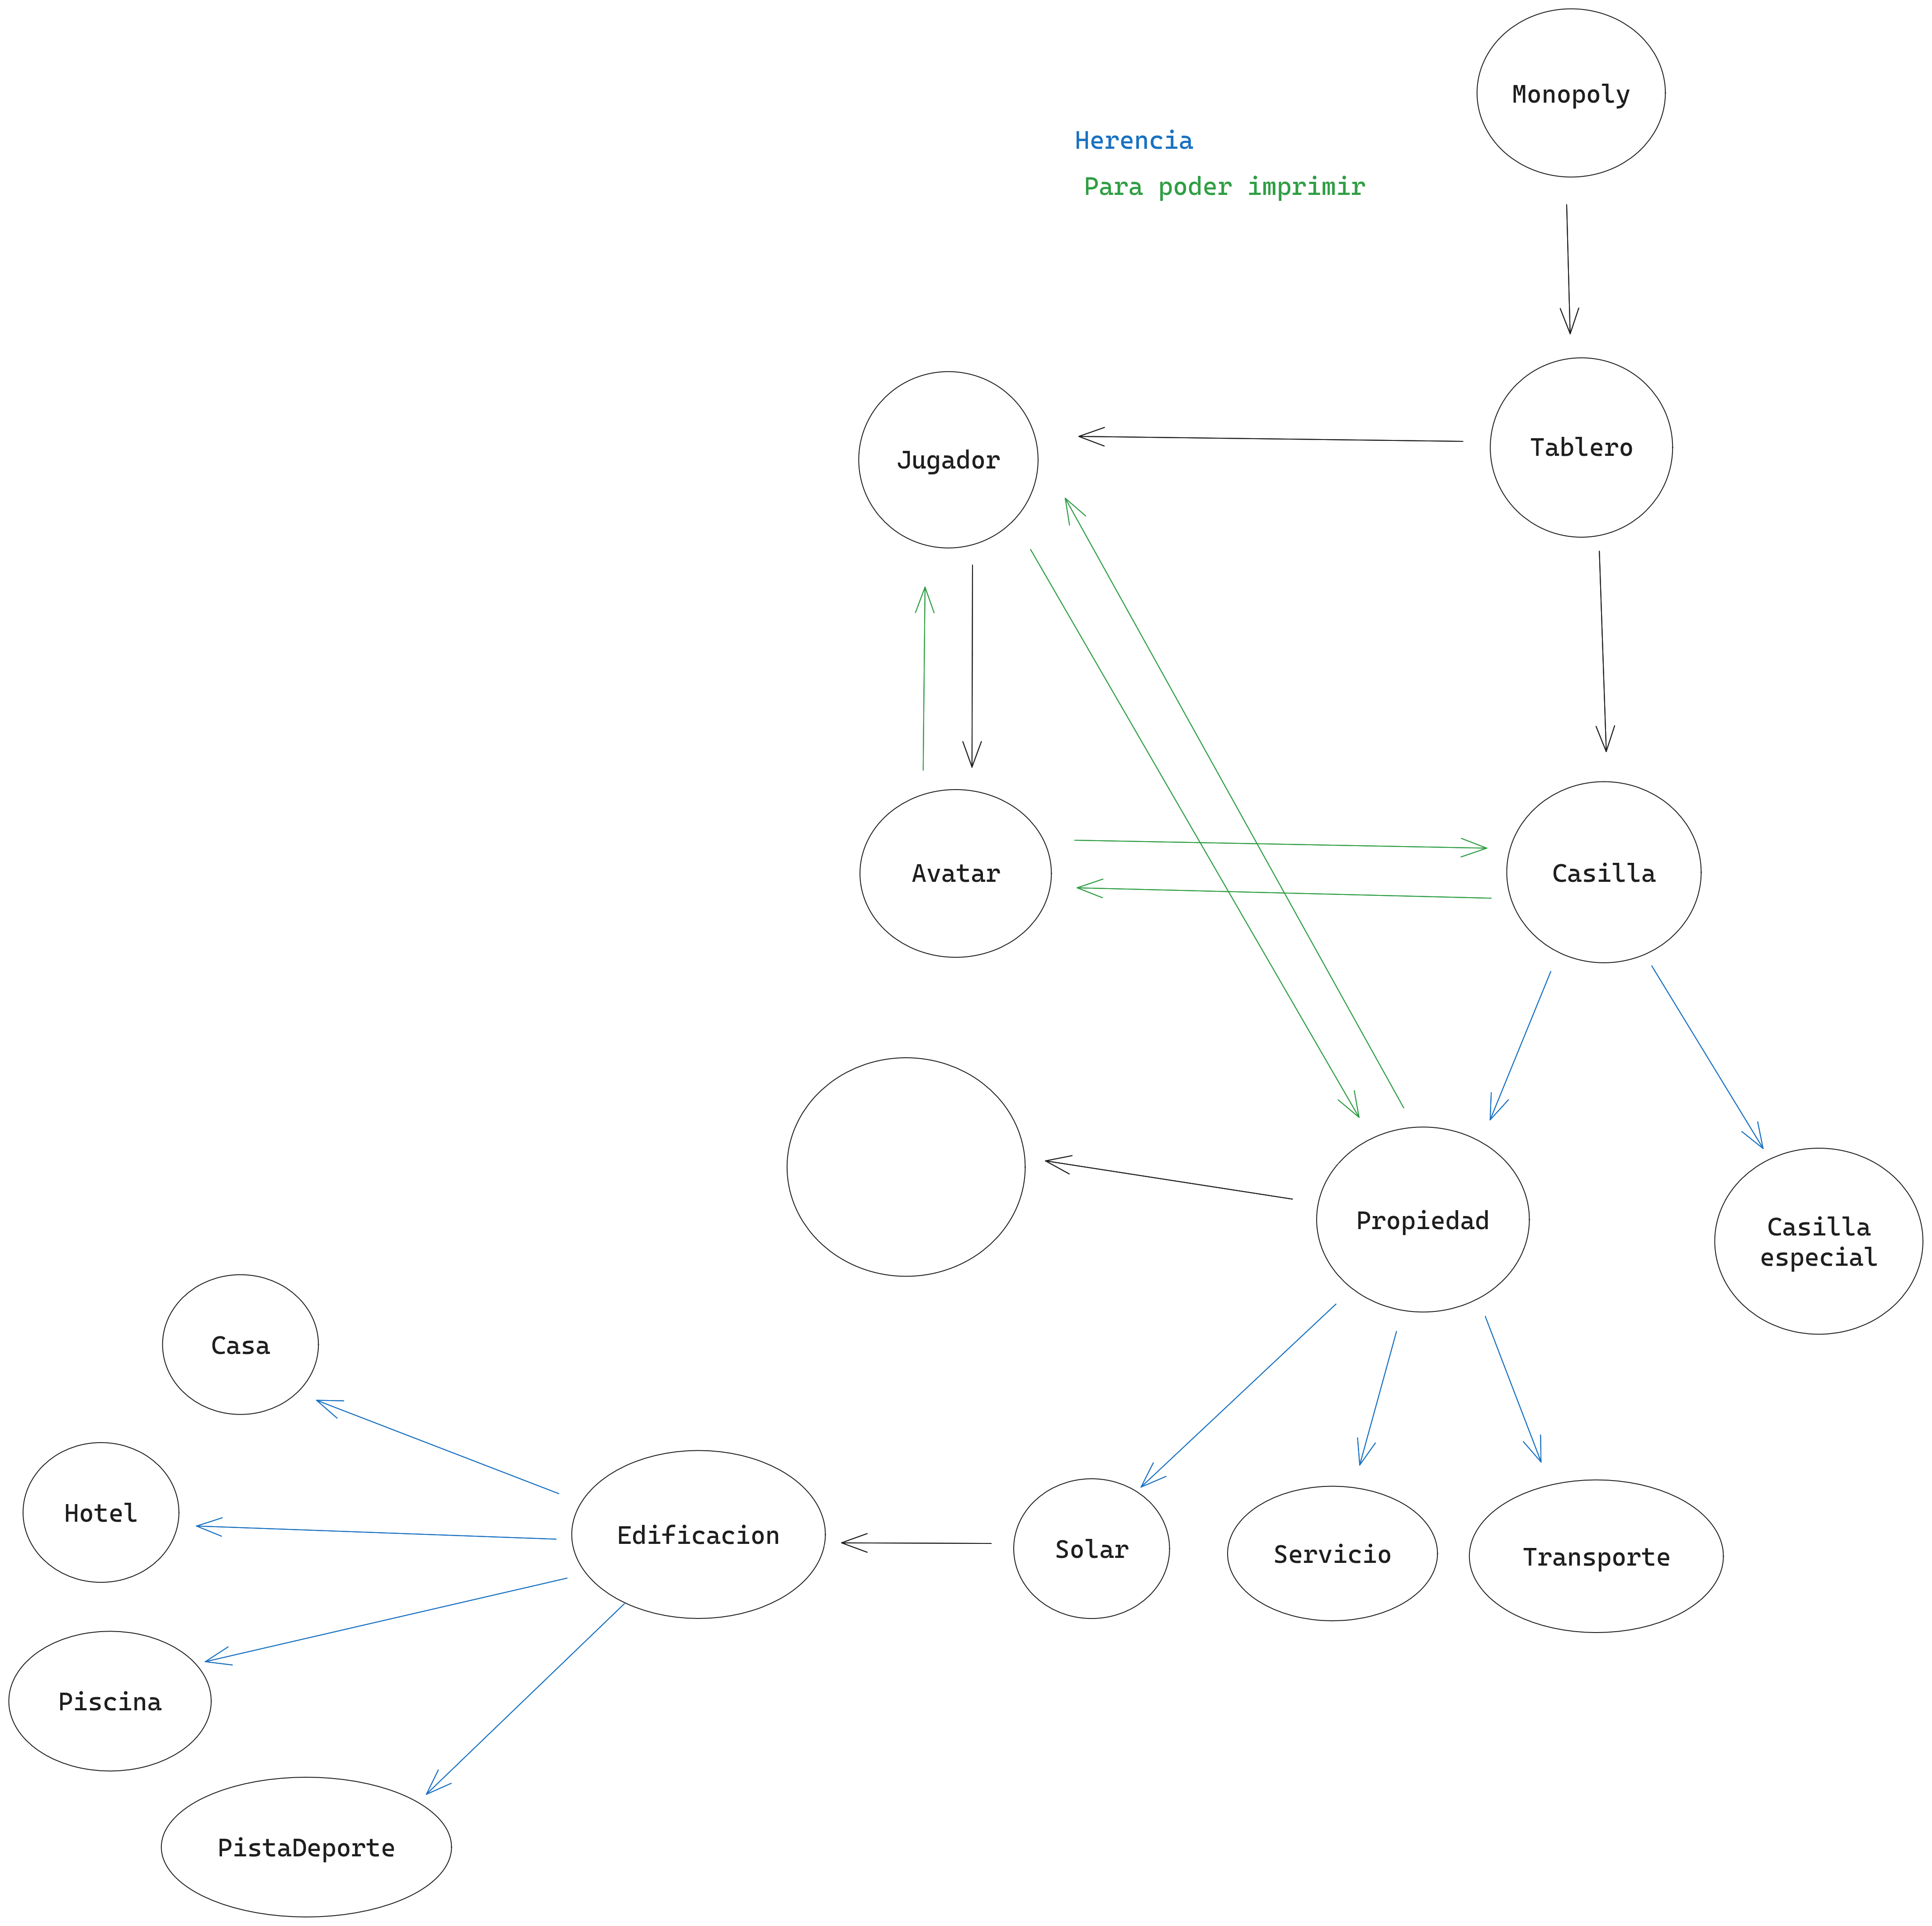 Monopoly
Herencia
Para poder imprimir
Jugador
Tablero
Avatar
Casilla
Propiedad
Casilla
especial
Casa
Hotel
Edificacion
Solar
Servicio
Transporte
Piscina
PistaDeporte